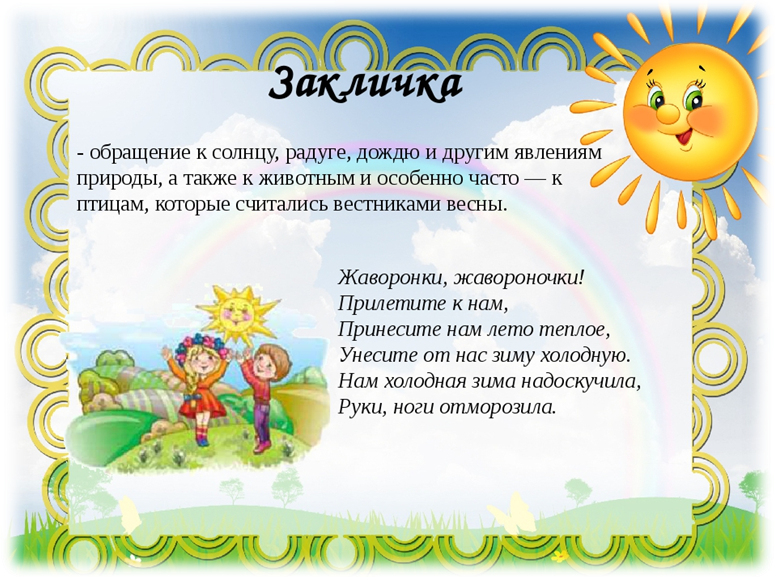 Закличка
- обращение к солнцу, радуге, дождю и другим явлениям
природы, а также к животным и особенно часто — к
птицам, которые считались вестниками весны.
Жаворонки, жавороночки!
Прилетите к нам,
Принесите нам лето теплое,
Унесите от нас зиму холодную.
Нам холодная зима надоскучила,
Руки, ноги отморозила.